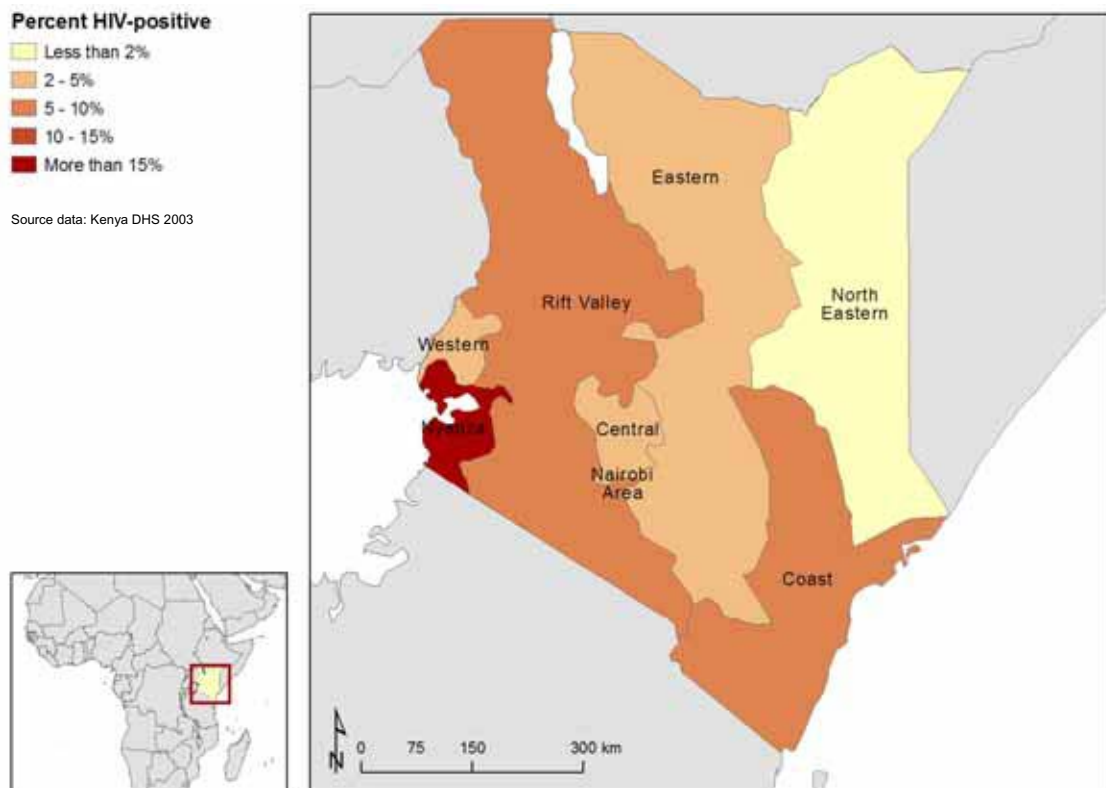 Percent HIV-positive
Less than 2%
2 - 5%
5 - 10%
10 - 15%
More than 15%
Source data: Kenya DHS 2003
Eastern
North
Eastern
Rift Valley
Western
Nyanza
Central
Nairobi
Area
Coast
N
0 75 150 300 km